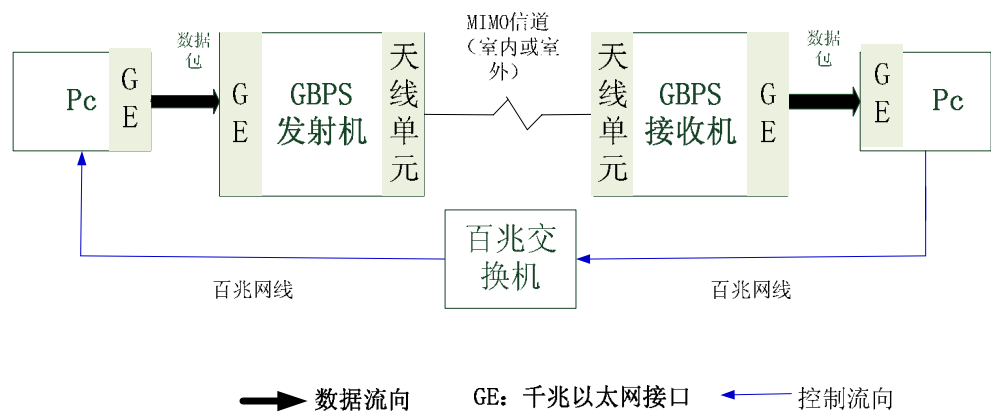 MIMO信道
（室内或室
外）
数据
包
数据
包
Pc
GE
GE
GBPS
发射机
天线单元
天线单元
GBPS
接收机
GE
GE
Pc
百兆交
换机
百兆网线
百兆网线
数据流向
GE: 千兆以太网接口
控制流向